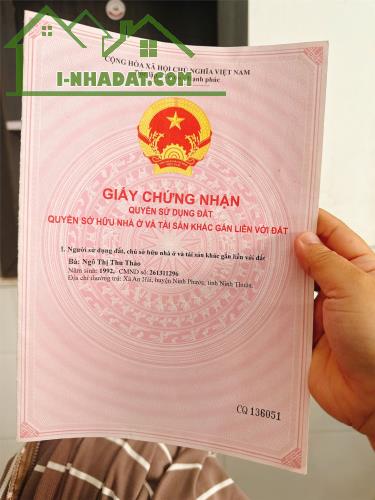 CỘNG HÒA XÃ HỘI CHỦ NGHĨA VIỆT NAM
hạnh phúc
I-NHADAT.COM
GIẤY CHỨNG NHẬN
QUYỀN SỬ DỤNG ĐẤT
QUYỀN SỞ HỮU NHÀ Ở VÀ TÀI SẢN KHÁC GẮN LIỀN VỚI ĐẤT
I. Người sử dụng đất, chủ sở hữu nhà ở và tài sản khác gắn liền với đất
Bà: Ngô Thị Thu Thảo
Năm sinh: 1992, CMND số: 261311296
Địa chỉ thường trú: Xã An Hải, huyện Ninh Phước, tỉnh Ninh Thuận.
CQ 136051